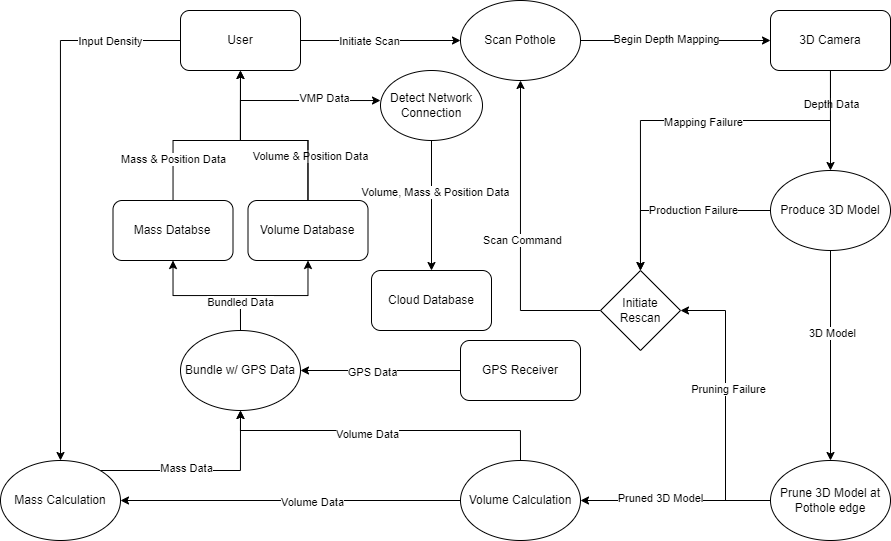 Input Density
User
Initiate Scan
Scan Pothole
Begin Depth Mapping
3D Camera
VMP Data
Detect Network
Connection
Depth Data
Mapping Failure
Mass & Position Data
Volume & Position Data
Volume, Mass & Position Data
Production Failure
Produce 3D Model
Mass Databse
Volume Database
Scan Command
Bundled Data
Cloud Database
Initiate
Rescan
3D Model
Bundle w/ GPS Data
GPS Data
GPS Receiver
Pruning Failure
Volume Data
Mass Data
Mass Calculation
Volume Data
Volume Calculation
Pruned 3D Model
Prune 3D Model at
Pothole edge